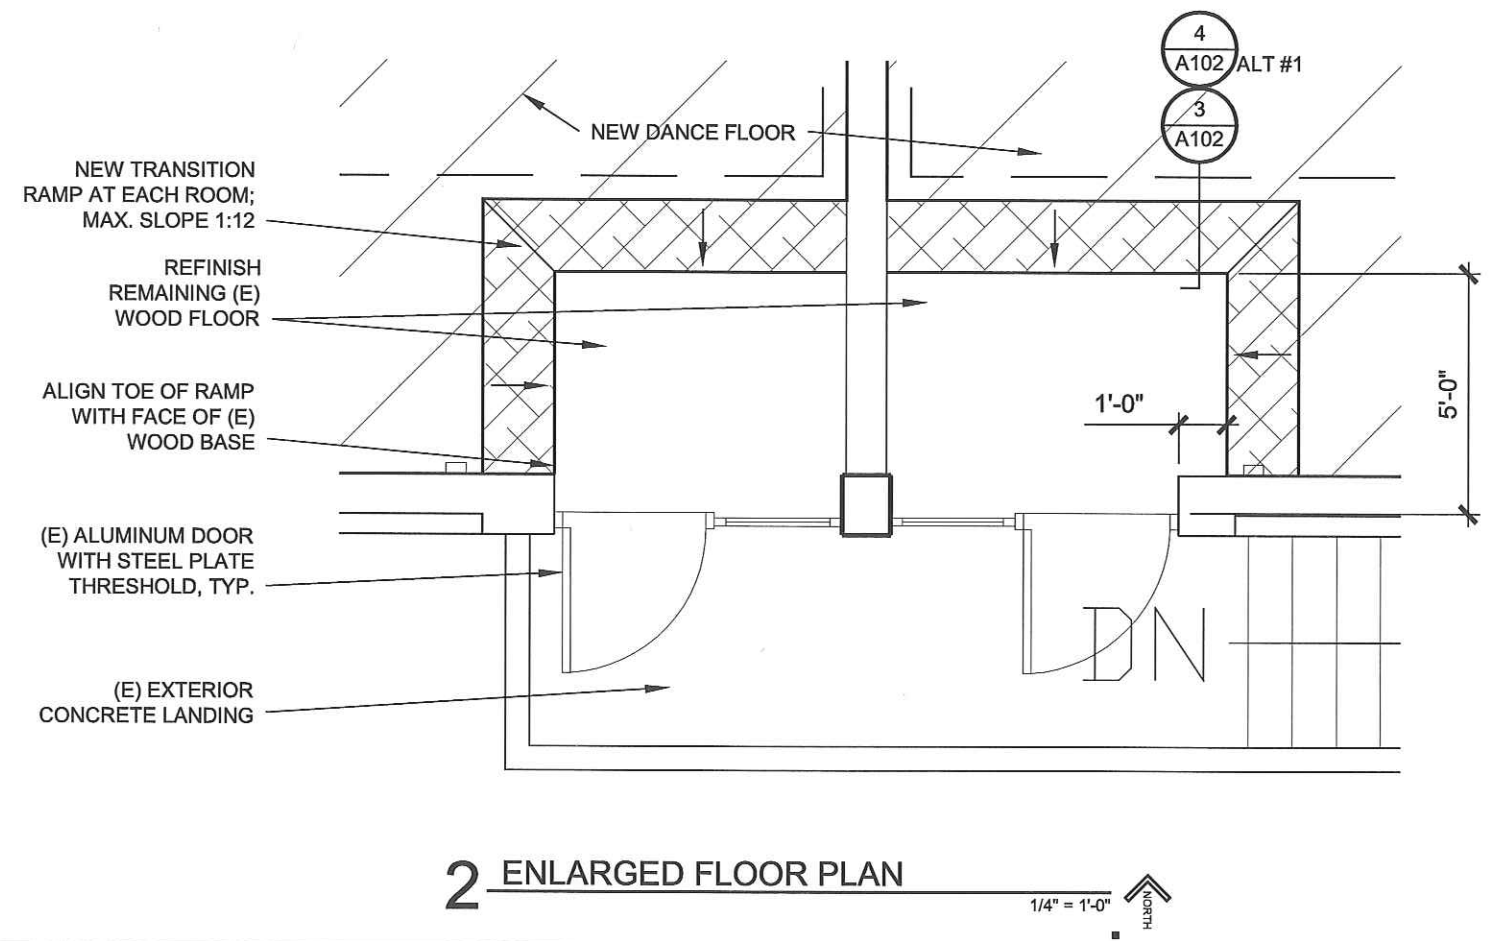 4
A102
ALT #1
3
A102
NEW DANCE FLOOR
NEW TRANSITION
RAMP AT EACH ROOM;
MAX. SLOPE 1:12
REFINISH
REMAINING (E)
WOOD FLOOR
ALIGN TOE OF RAMP
WITH FACE OF (E)
WOOD BASE
1'-0"
5'-0"
(E) ALUMINUM DOOR
WITH STEEL PLATE
THRESHOLD, TYP.
DN
(E) EXTERIOR
CONCRETE LANDING
2 ENLARGED FLOOR PLAN
1/4" = 1'-0"
NORTH